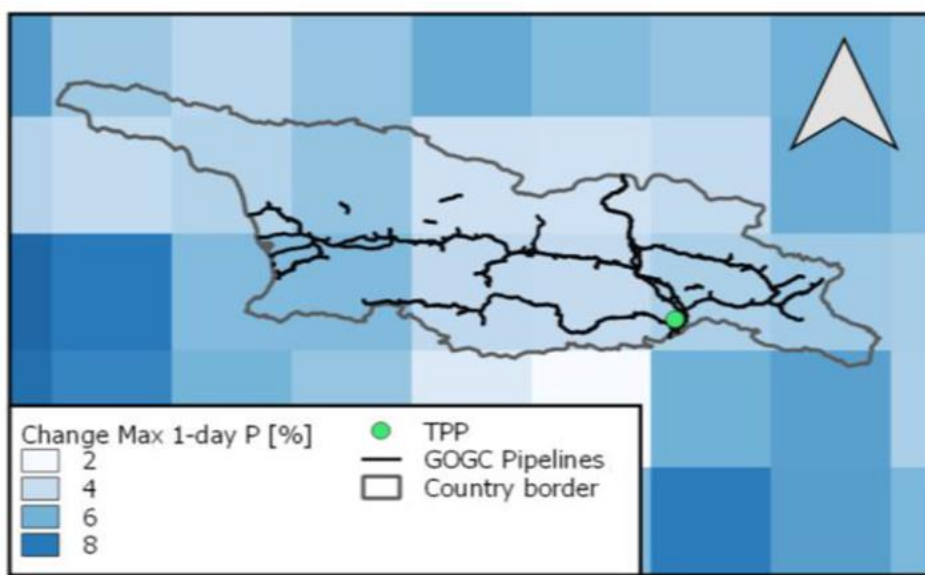 Change Max 1-day P [%]
2
4
6
8
TPP
GOGC Pipelines
Country border